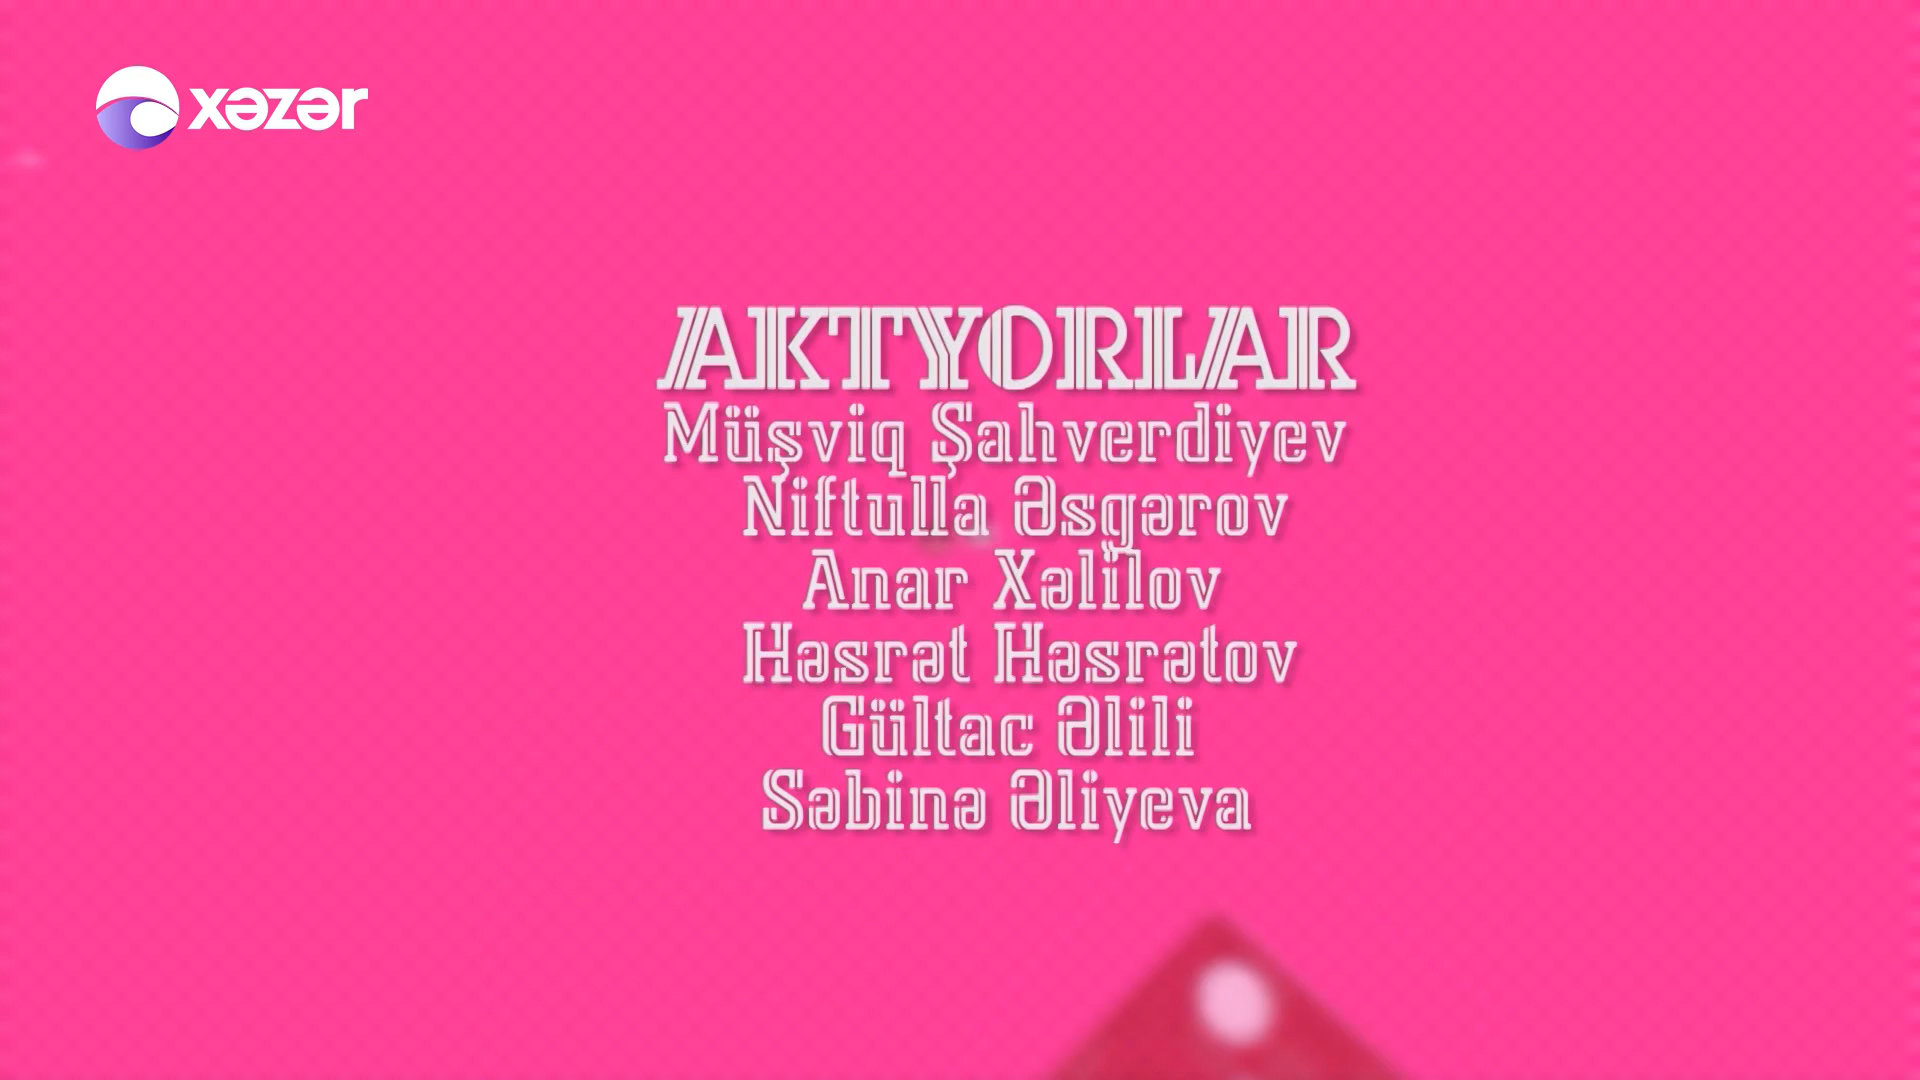 xəzər
AKTYORLAR
Müşviq Şahverdiyev
Niftulla Əsgərov
Anar Xəlilov
Həsrət Həsrətov
Gültac Əlili
Səbinə Əliyeva